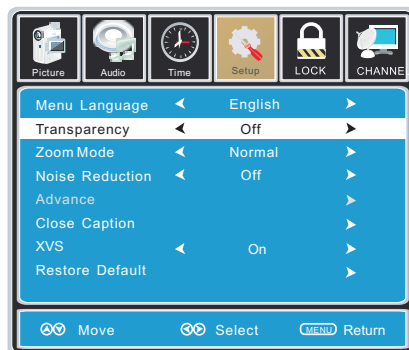 Picture Audio Time Setup LOCK CHANNE
Menu Language English
Transparency Off
Zoom Mode Normal
Noise Reduction Off
Advance
Close Caption
XVS On
Restore Default
Move Select MENU Return